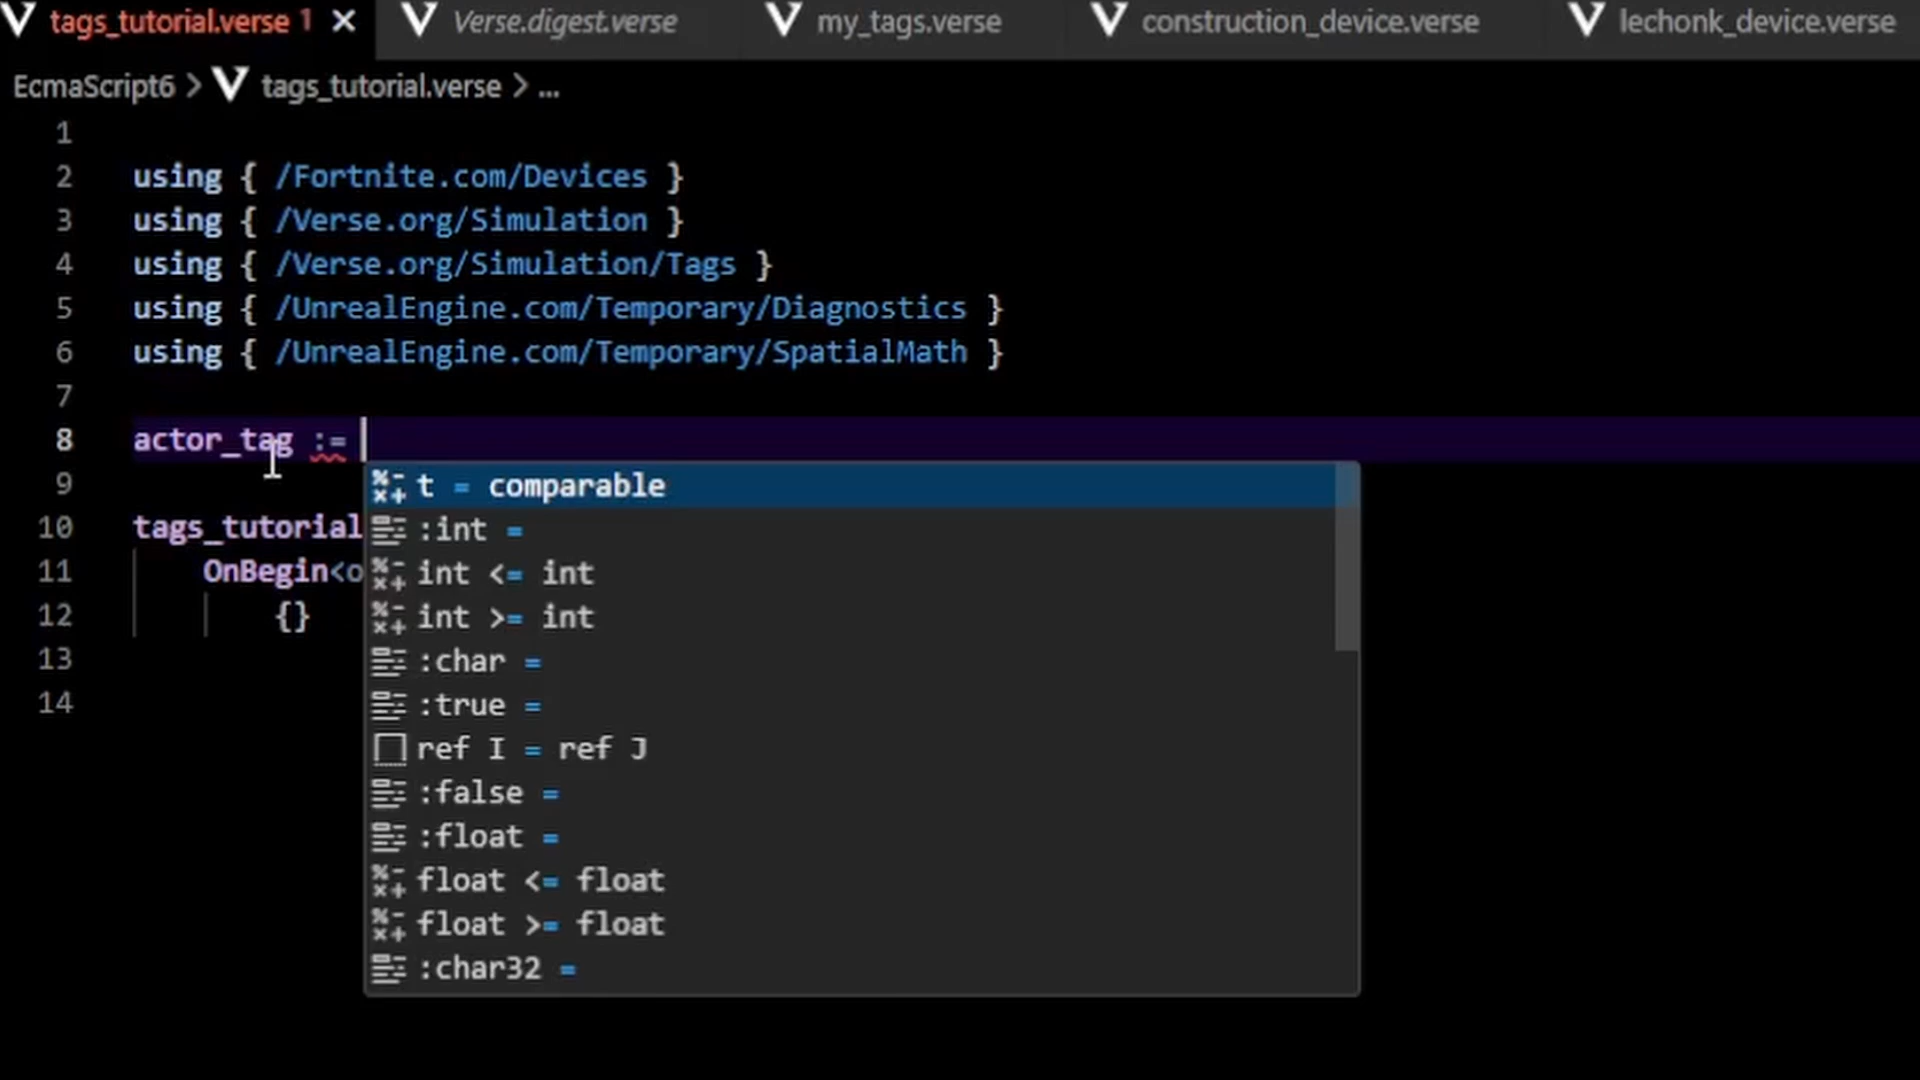 tags_tutorial.verse 1 Verse.digest.verse my_tags.verse construction_device.verse lechonk_device.verse
EcmaScript6 > tags_tutorial.verse > ...
1
2 using { /Fortnite.com/Devices }
3 using { /Verse.org/Simulation }
4 using { /Verse.org/Simulation/Tags }
5 using { /UnrealEngine.com/Temporary/Diagnostics }
6 using { /UnrealEngine.com/Temporary/SpatialMath }
7
8 actor_tag :=
9 t = comparable
10 tags_tutorial :int =
11 OnBegin<o int <= int
12 {} int >= int
13 :char =
14 :true =
ref I = ref J
:false =
:float =
float <= float
float >= float
:char32 =